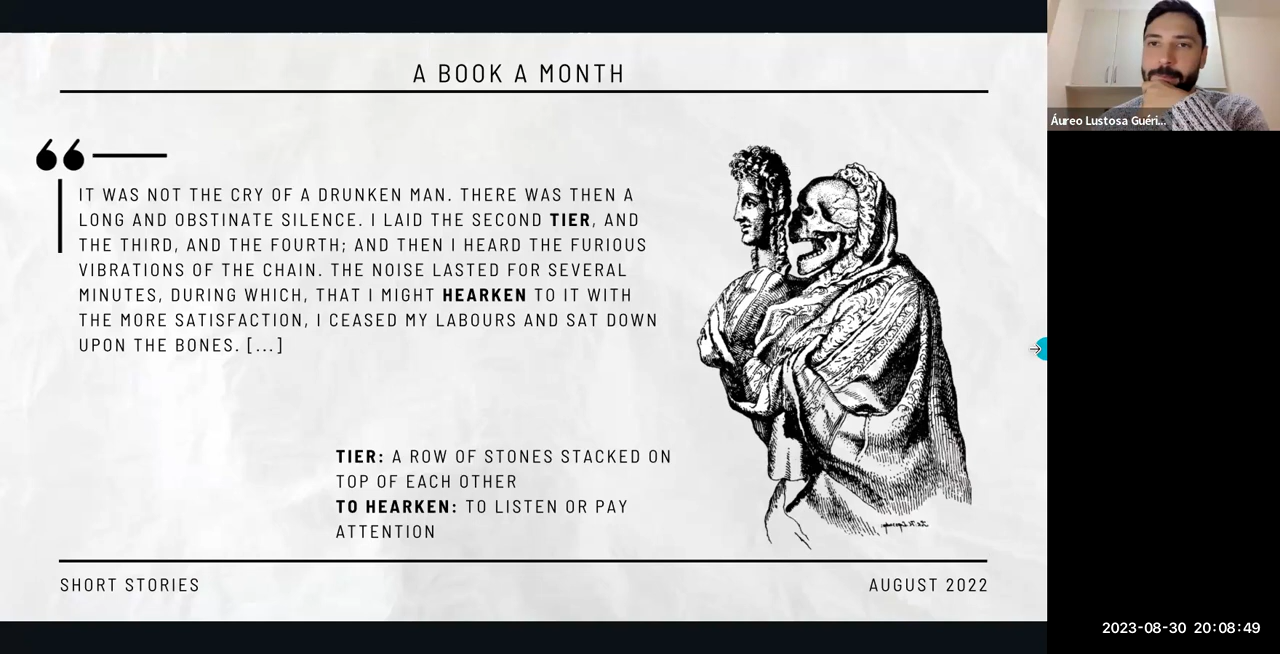 A BOOK A MONTH
Áureo Lustosa Guéri...
IT WAS NOT THE CRY OF A DRUNKEN MAN. THERE WAS THEN A
LONG AND OBSTINATE SILENCE. I LAID THE SECOND TIER, AND
THE THIRD, AND THE FOURTH; AND THEN I HEARD THE FURIOUS
VIBRATIONS OF THE CHAIN. THE NOISE LASTED FOR SEVERAL
MINUTES, DURING WHICH, THAT I MIGHT HEARKEN TO IT WITH
THE MORE SATISFACTION, I CEASED MY LABOURS AND SAT DOWN
UPON THE BONES. [...]
TIER: A ROW OF STONES STACKED ON
TOP OF EACH OTHER
TO HEARKEN: TO LISTEN OR PAY
ATTENTION
SHORT STORIES
AUGUST 2022
2023-08-30 20:08:49